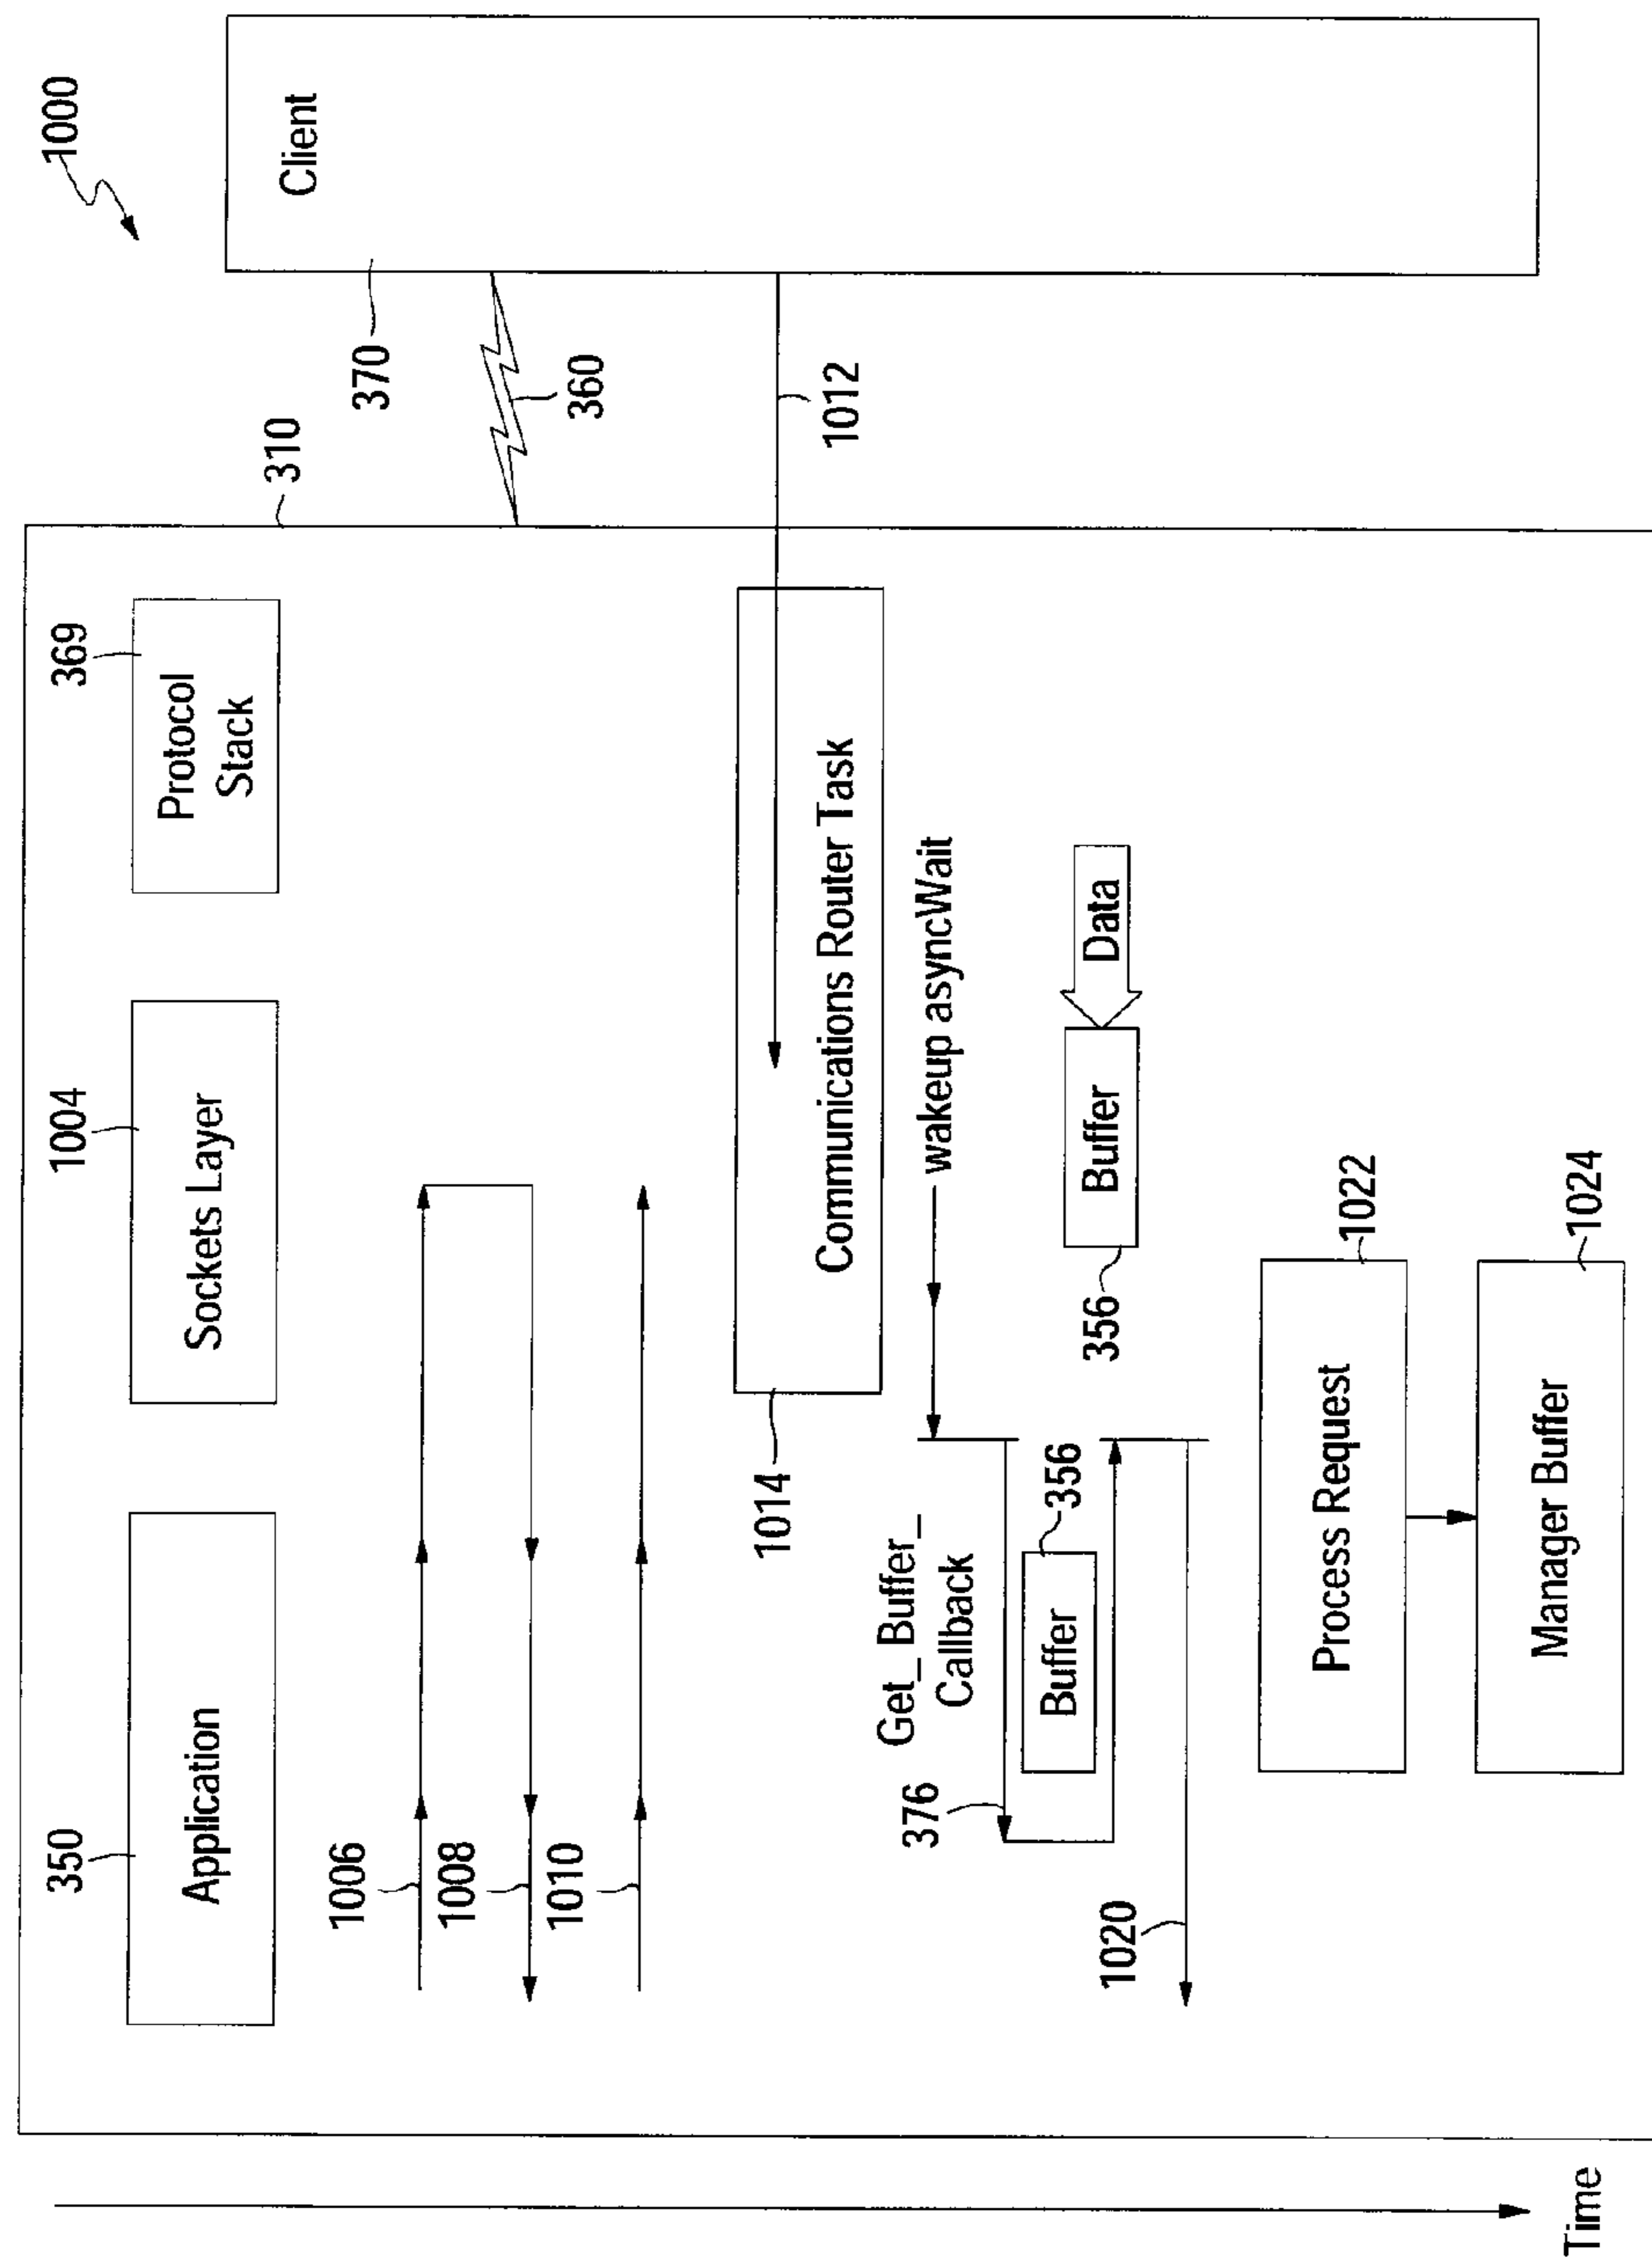 1000
350
1004
369
Application
Sockets Layer
Protocol
Stack
310
Client
370
1006
1008
1010
360
1014
1012
Communications Router Task
Get_Buffer_
Callback
376
wakeup asyncWait
Buffer
356
356
Buffer
Data
1020
Process Request
1022
Manager Buffer
1024
Time